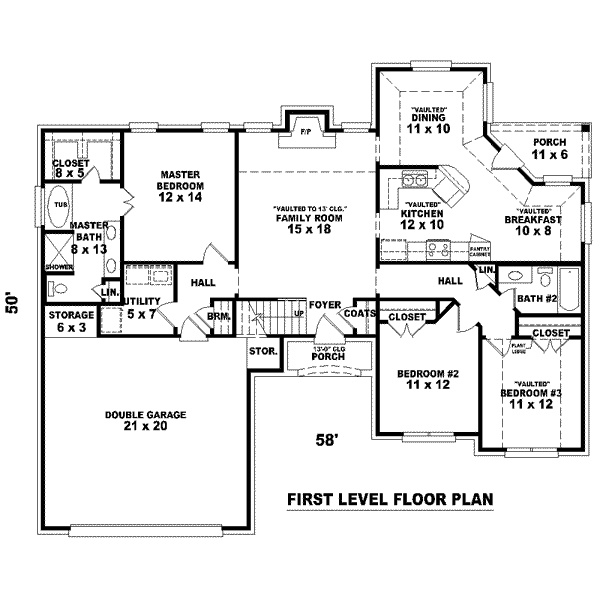 "VAULTED"
DINING
11 x 10
F/P
PORCH
11 x 6
CLOSET
8 x 5
MASTER
BEDROOM
12 x 14
"VAULTED TO 13' CLG."
FAMILY ROOM
15 x 18
"VAULTED"
KITCHEN
12 x 10
"VAULTED"
BREAKFAST
10 x 8
TUB
MASTER
BATH
8 x 13
SHOWER
PANTRY
CABINET
LIN.
HALL
HALL
LIN.
BATH #2
UTILITY
5 x 7
STORAGE
6 x 3
BRM.
UP
FOYER
COATS
CLOSET
CLOSET
STOR.
13'-0" CLG
PORCH
PLANT
LEDGE
BEDROOM #2
11 x 12
"VAULTED"
BEDROOM #3
11 x 12
DOUBLE GARAGE
21 x 20
50'
58'
FIRST LEVEL FLOOR PLAN